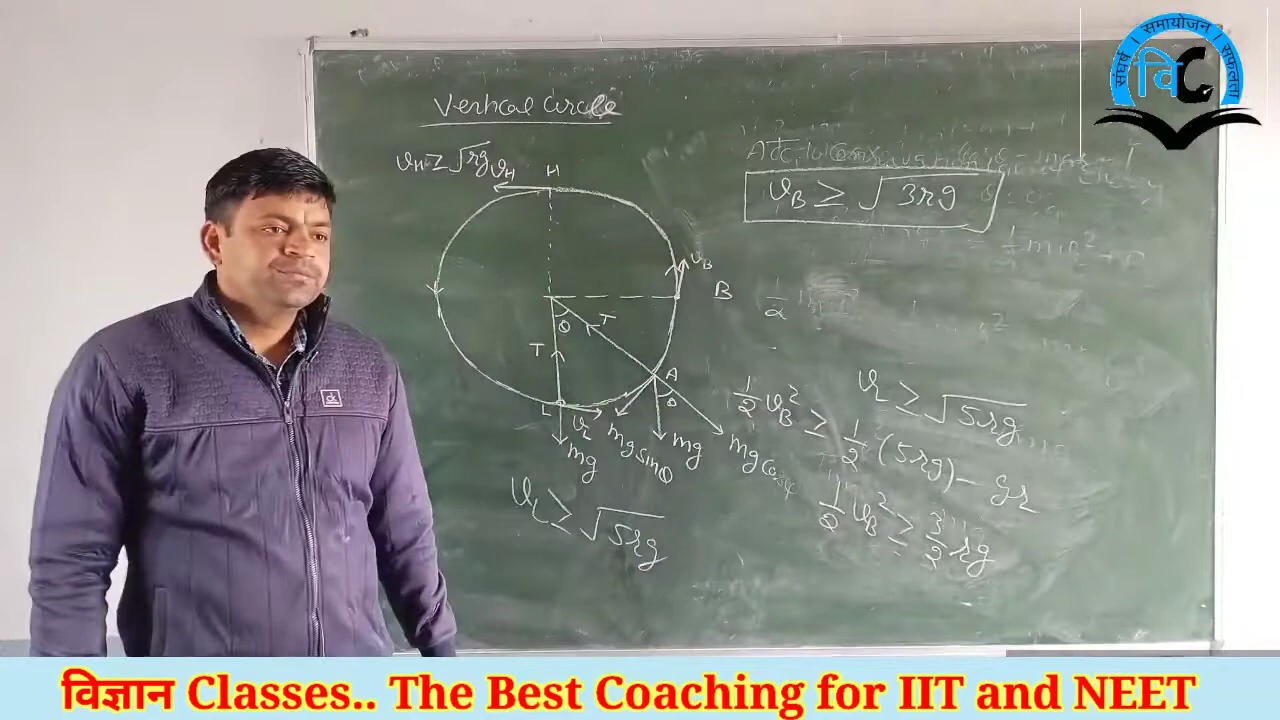 संघर्ष । समायोजन । सफलता
विC
Vertical Circle
v_H ≥ √rg
v_H
H
v_B
B
θ
T
T
A
θ
L
v_L
mg
mg sinθ
mg
mg cosθ
v_L ≥ √5rg
v_B ≥ √3rg
1/2
v_L ≥ √5rg
1/2 v_B² ≥ 1/2 (5rg) - gr
1/2 v_B² ≥ 3/2 rg
विज्ञान Classes.. The Best Coaching for IIT and NEET